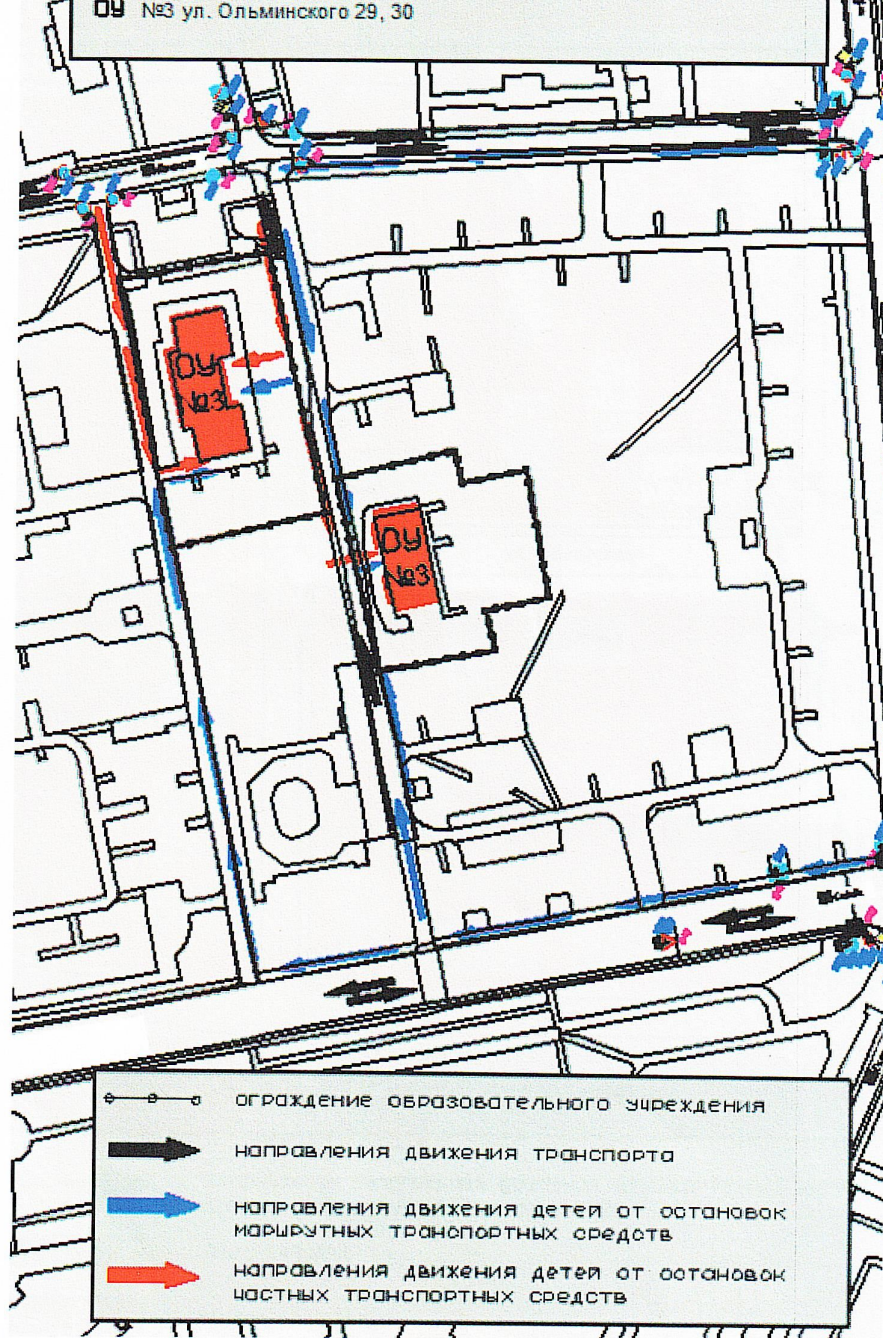 ОУ №3 ул. Ольминского 29, 30
ОУ
№3
ОУ
№3
ограждение образовательного учреждения
направления движения транспорта
направления движения детей от остановок
маршрутных транспортных средств
направления движения детей от остановок
частных транспортных средств